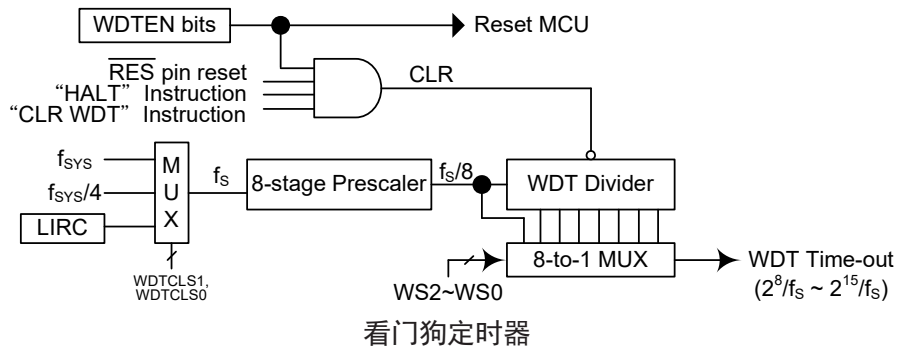 WDTEN bits
Reset MCU
RES pin reset
CLR
“HALT” Instruction
“CLR WDT” Instruction
fSYS
fSYS/4
LIRC
M
U
X
fS
8-stage Prescaler
fS/8
WDT Divider
WDTCLS1,
WDTCLS0
WS2~WS0
8-to-1 MUX
WDT Time-out
(2^8/fS ~ 2^15/fS)
看门狗定时器